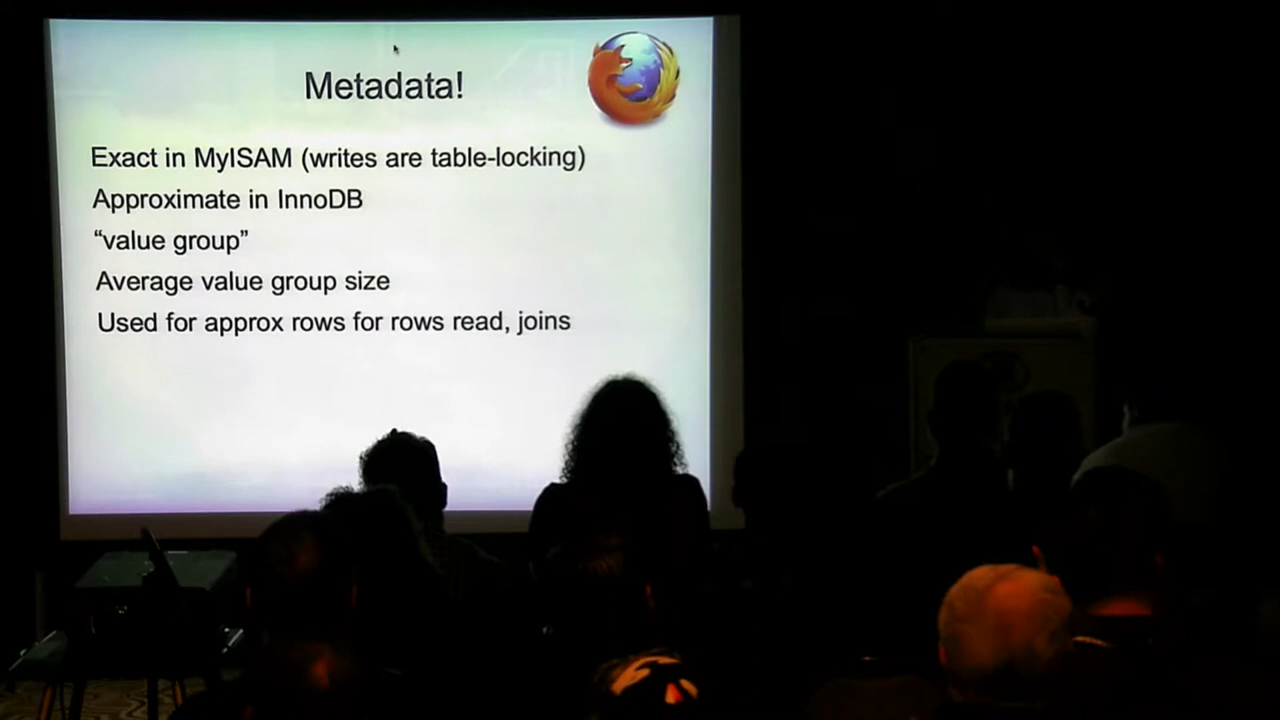 Metadata!
Exact in MyISAM (writes are table-locking)
Approximate in InnoDB
“value group”
Average value group size
Used for approx rows for rows read, joins